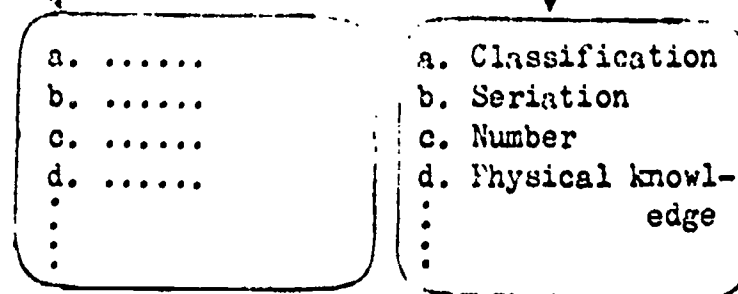 a. ......
b. ......
c. ......
d. ......
a. Classification
b. Seriation
c. Number
d. Physical knowl-
edge